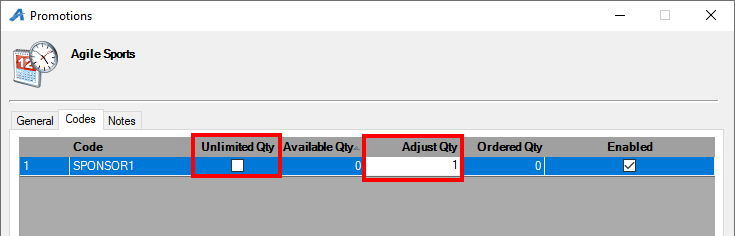 Promotions
Agile Sports
General Codes Notes
Code Unlimited Qty Available Qty Adjust Qty Ordered Qty Enabled
1 SPONSOR1 0 1 0